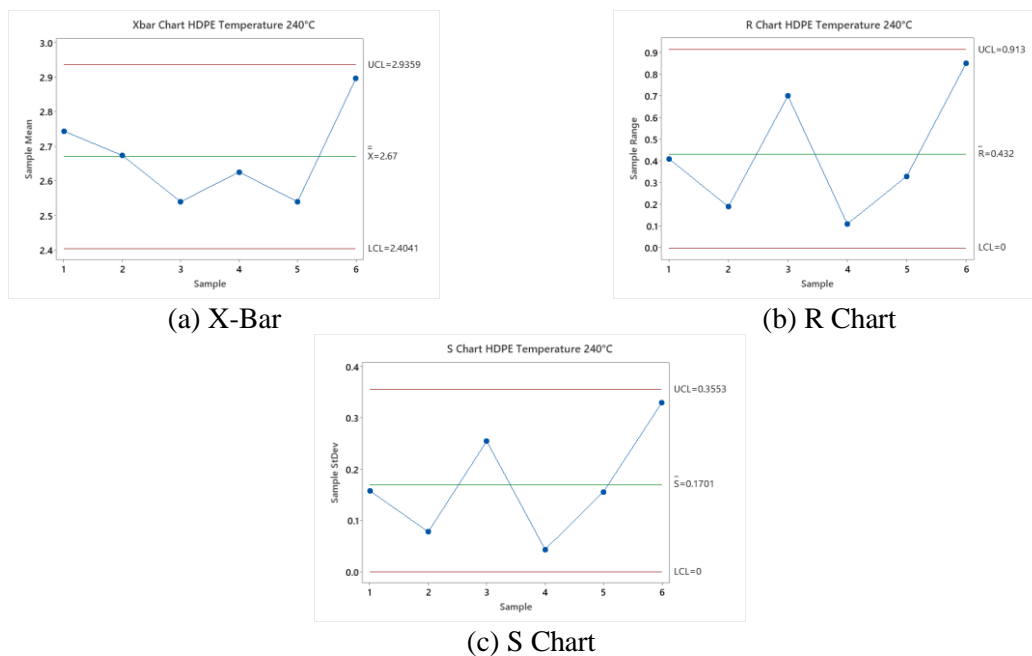 Xbar Chart HDPE Temperature 240°C
3.0
2.9
2.8
2.7
2.6
2.5
2.4
Sample Mean
UCL=2.9359
X̿=2.67
LCL=2.4041
1 2 3 4 5 6
Sample
(a) X-Bar
R Chart HDPE Temperature 240°C
0.9
0.8
0.7
0.6
0.5
0.4
0.3
0.2
0.1
0.0
Sample Range
UCL=0.913
R̄=0.432
LCL=0
1 2 3 4 5 6
Sample
(b) R Chart
S Chart HDPE Temperature 240°C
0.4
0.3
0.2
0.1
0.0
Sample StDev
UCL=0.3553
S̄=0.1701
LCL=0
1 2 3 4 5 6
Sample
(c) S Chart